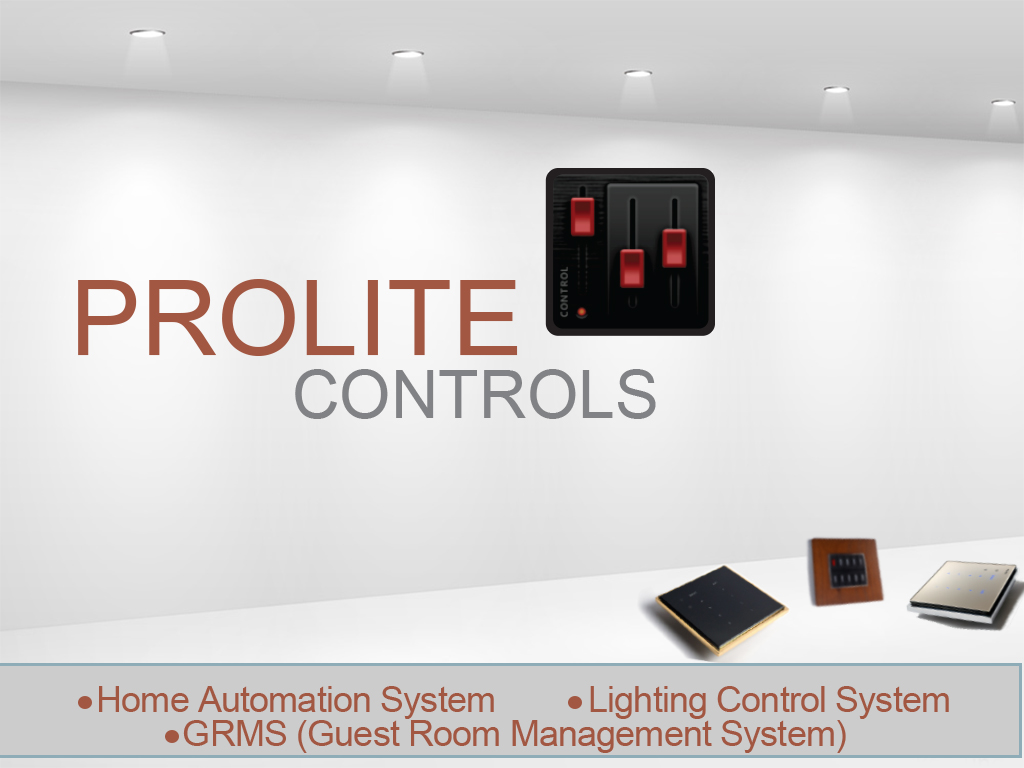 PROLITE
CONTROL
CONTROLS
•Home Automation System •Lighting Control System
•GRMS (Guest Room Management System)